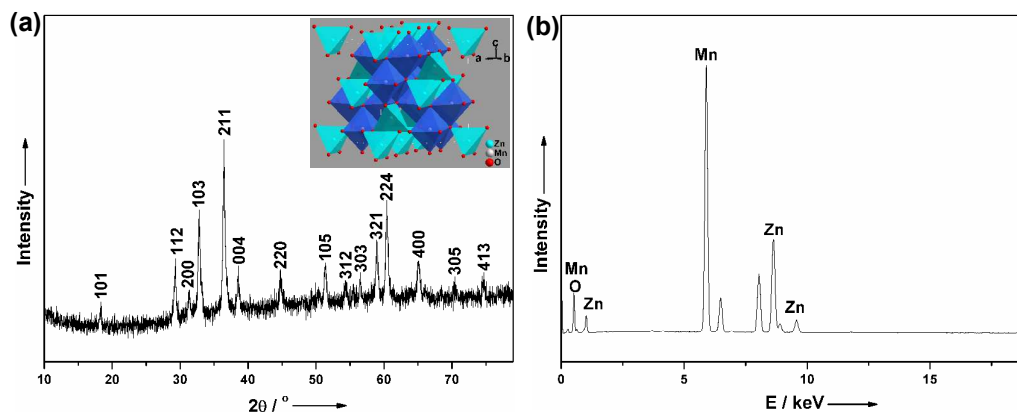 (a)
Intensity
101
112
200
103
211
004
220
105
312
303
321
224
400
305
413
c
a b
Zn
Mn
O
10 20 30 40 50 60 70
2θ / °
(b)
Intensity
Mn
O
Zn
Mn
Zn
Zn
0 5 10 15
E / keV